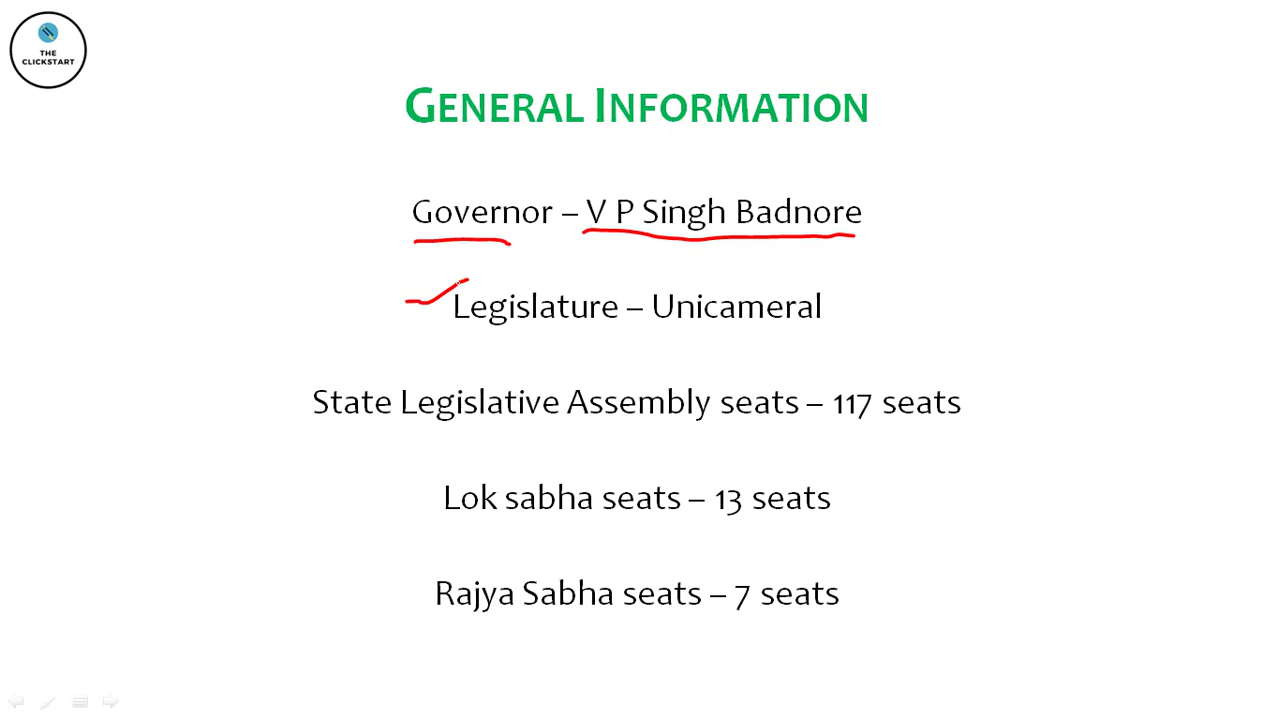 THE
CLICKSTART
GENERAL INFORMATION
Governor – V P Singh Badnore
Legislature – Unicameral
State Legislative Assembly seats – 117 seats
Lok sabha seats – 13 seats
Rajya Sabha seats – 7 seats